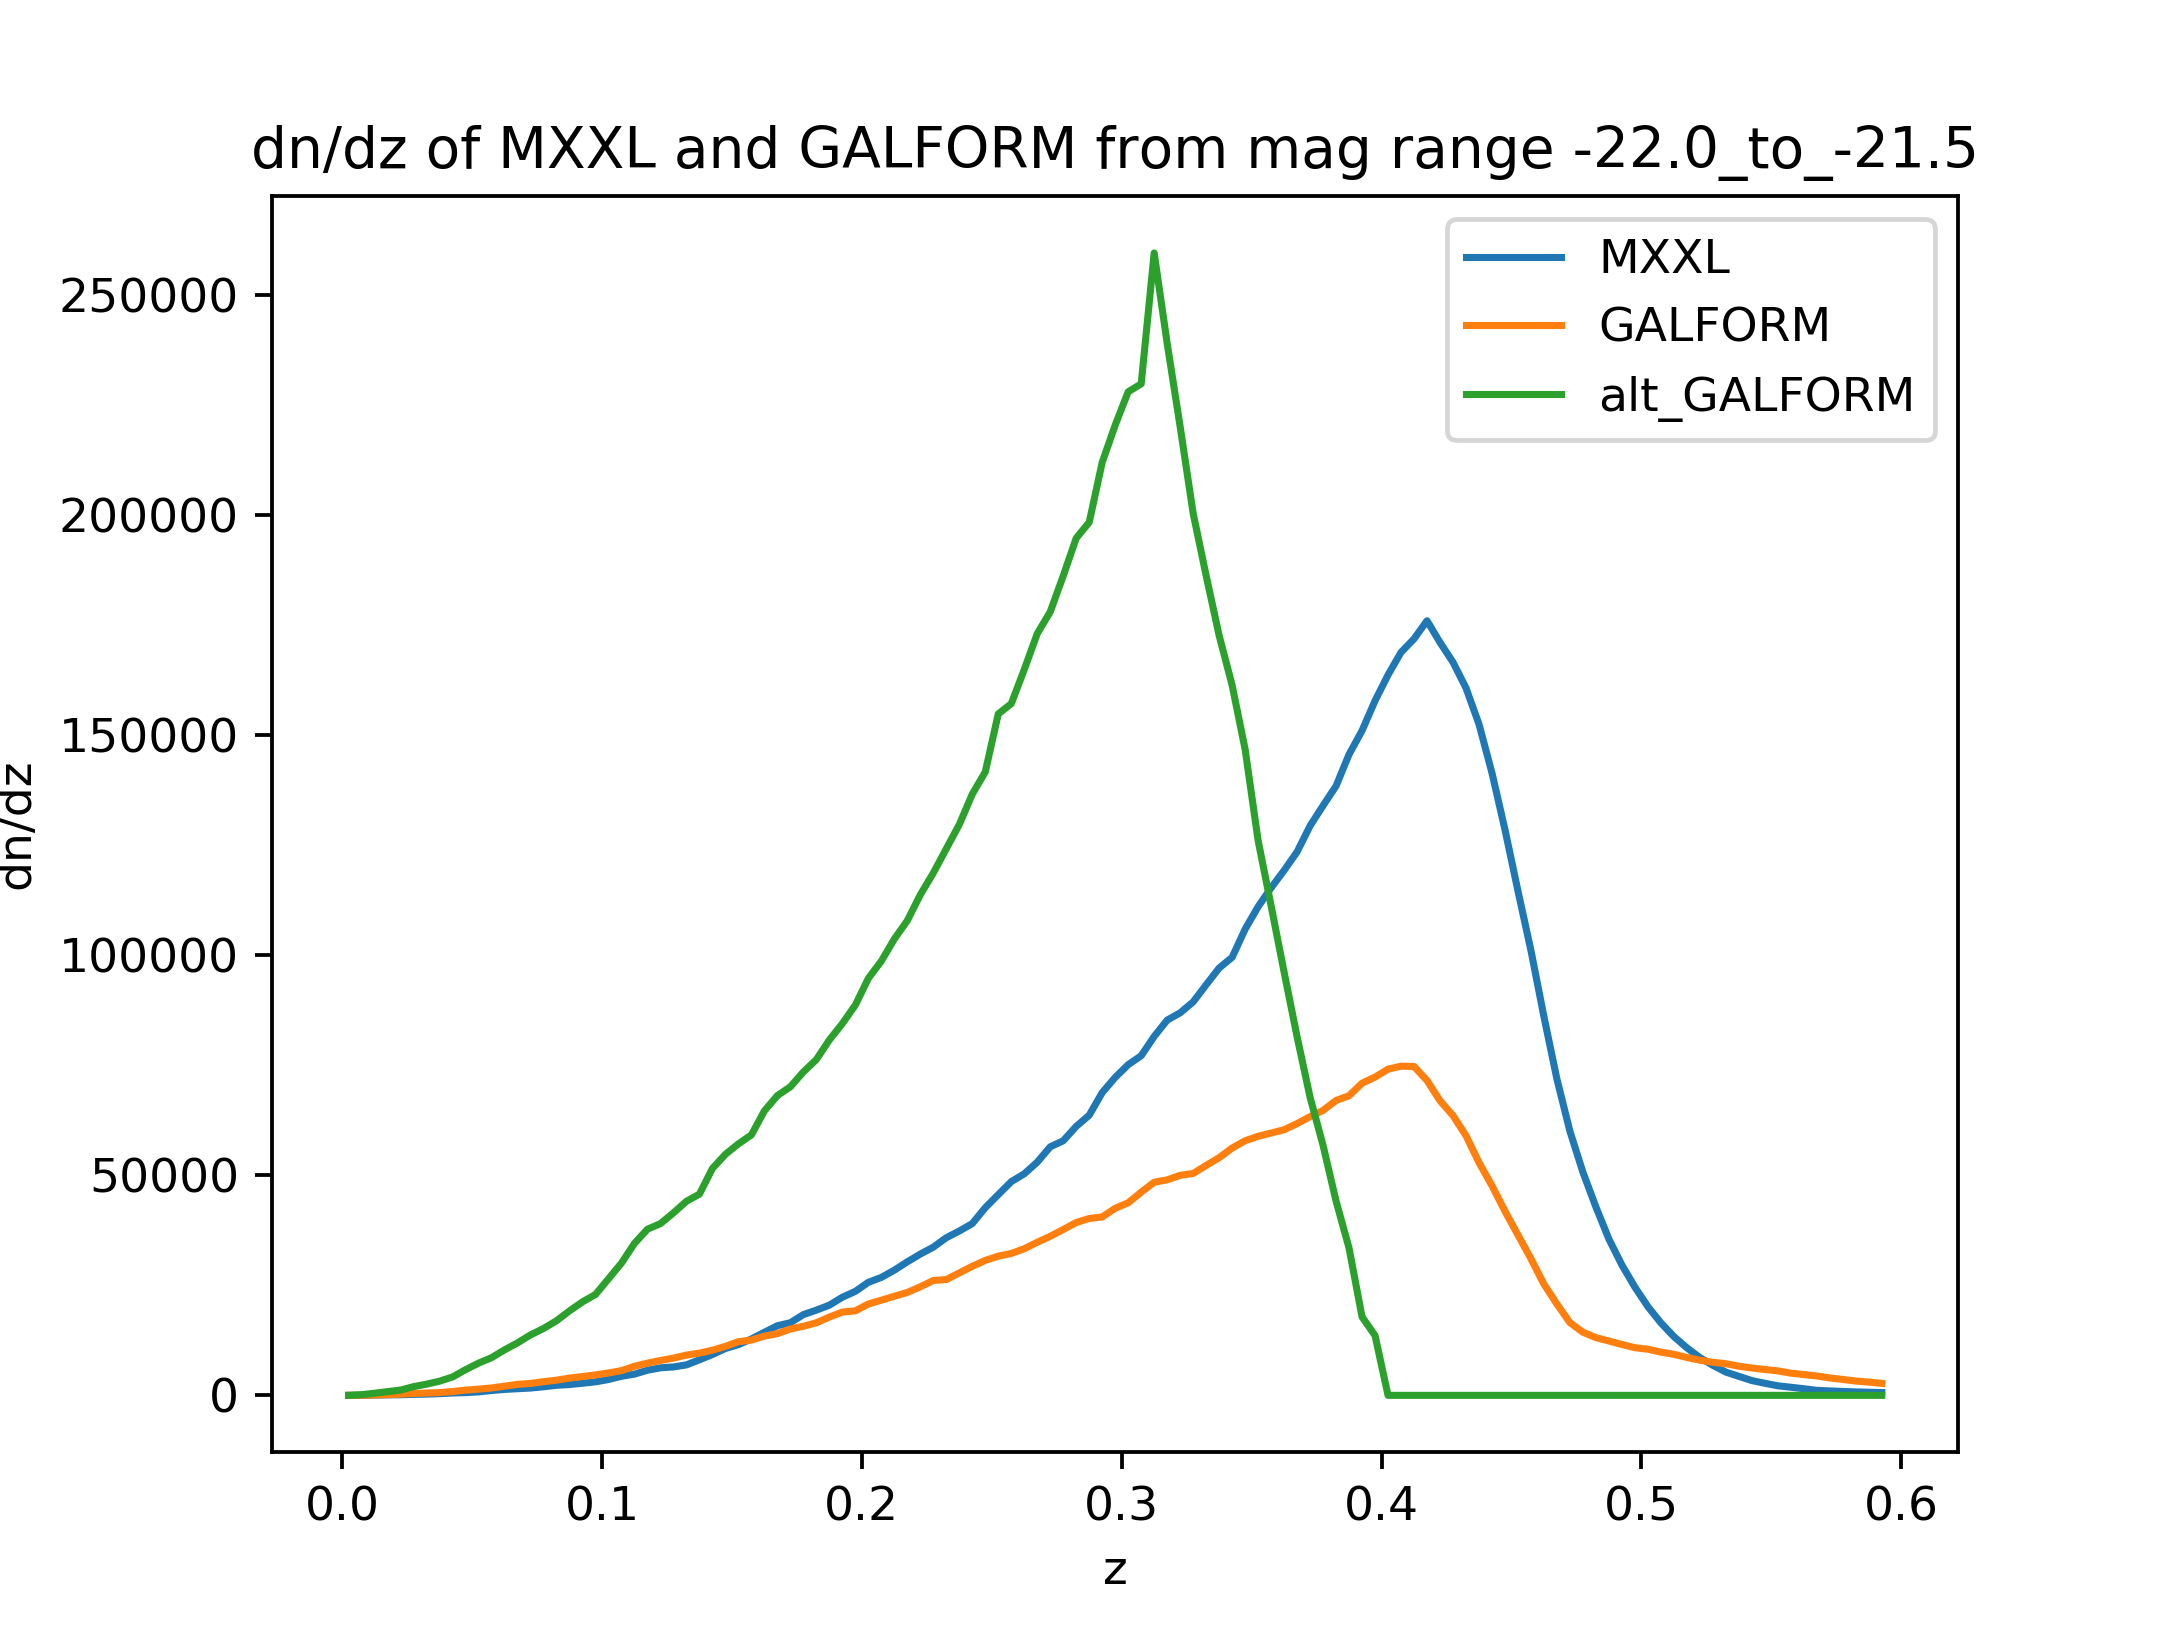 dn/dz of MXXL and GALFORM from mag range -22.0_to_-21.5
MXXL
GALFORM
alt_GALFORM
250000
200000
150000
100000
50000
0
dn/dz
0.0 0.1 0.2 0.3 0.4 0.5 0.6
z